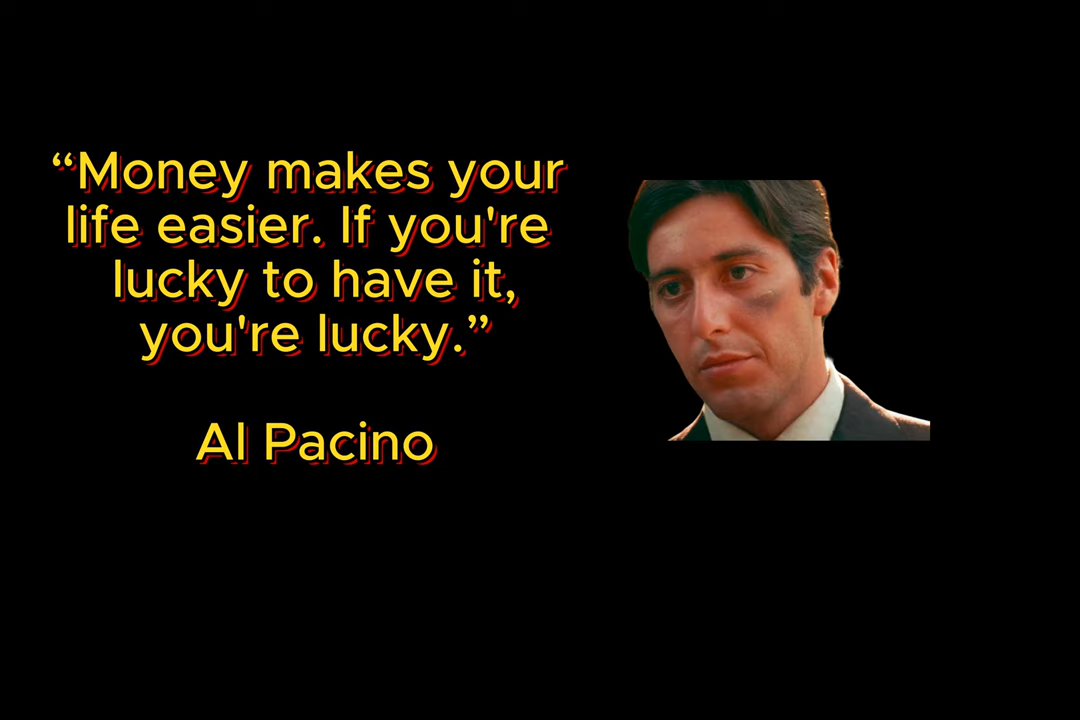 “Money makes your
life easier. If you're
lucky to have it,
you're lucky.”
Al Pacino